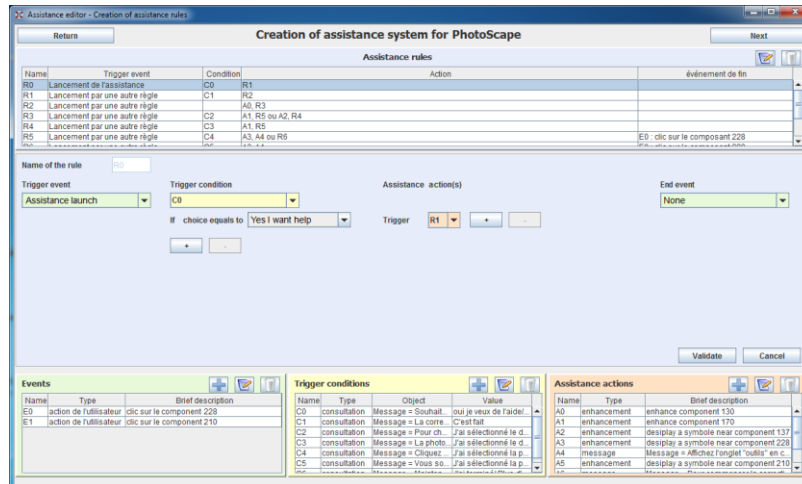 Assistance editor - Creation of assistance rules
Return
Creation of assistance system for PhotoScape
Next
Assistance rules
Name Trigger event Condition Action événement de fin
R0 Lancement de l'assistance C0 R1
R1 Lancement par une autre règle C1 R2
R2 Lancement par une autre règle A0, R3
R3 Lancement par une autre règle C2 A1, R5 ou A2, R4
R4 Lancement par une autre règle C3 A1, R5
R5 Lancement par une autre règle C4 A3, A4 ou R6 E0 : clic sur le composant 228
Name of the rule R0
Trigger event Trigger condition Assistance action(s) End event
Assistance launch C0 None
If choice equals to Yes I want help Trigger R1 + -
+ -
Validate Cancel
Events
Name Type Brief description
E0 action de l'utilisateur clic sur le component 228
E1 action de l'utilisateur clic sur le component 210
Trigger conditions
Name Type Object Value
C0 consultation Message = Souhait... oui je veux de l'aide/...
C1 consultation Message = La corre... C'est fait
C2 consultation Message = Pour ch... J'ai sélectionné le d...
C3 consultation Message = La photo... J'ai sélectionné le d...
C4 consultation Message = Cliquez ... J'ai sélectionné la p...
C5 consultation Message = Vous so... J'ai sélectionné la p...
Assistance actions
Name Type Brief description
A0 enhancement enhance component 130
A1 enhancement enhance component 170
A2 enhancement desiplay a symbole near component 137
A3 enhancement desiplay a symbole near component 228
A4 message Message = Affichez l'onglet "outils" en c...
A5 enhancement desiplay a symbole near component 210